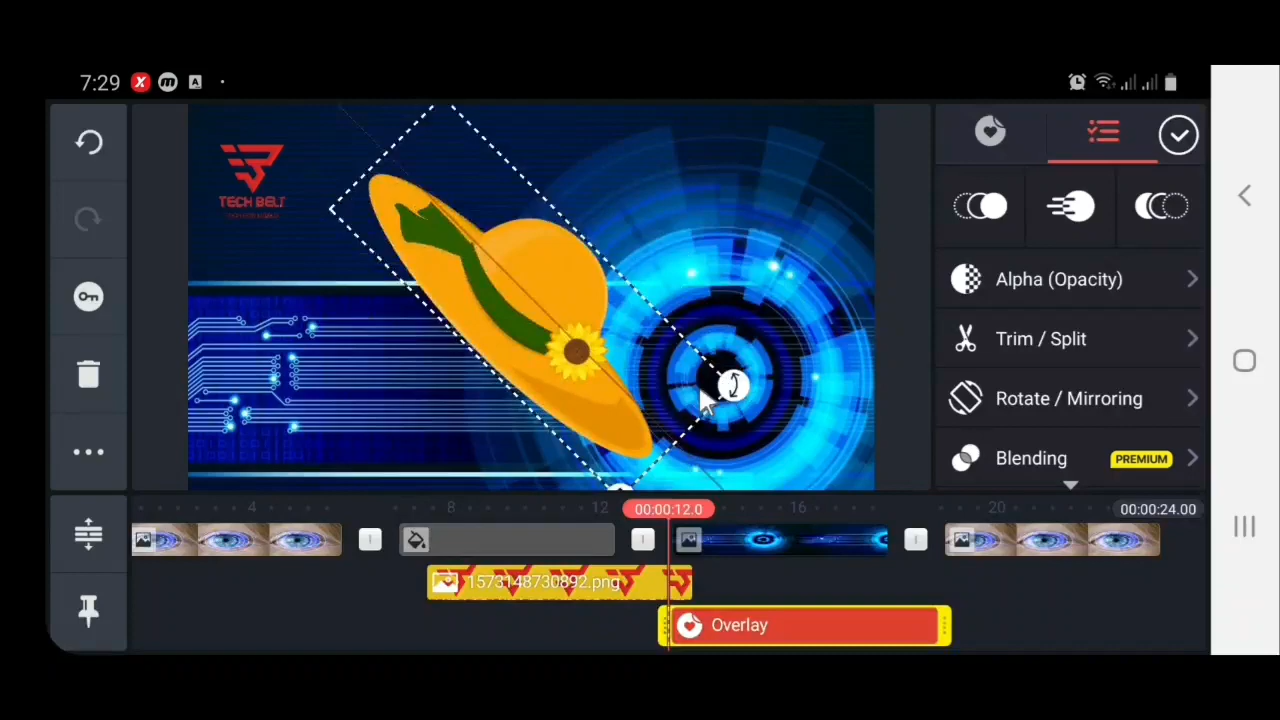 7:29
TECH BELT
Alpha (Opacity)
Trim / Split
Rotate / Mirroring
Blending PREMIUM
4 8 12 00:00:12.0 16 20 00:00:24.00
1573148730892.png
Overlay